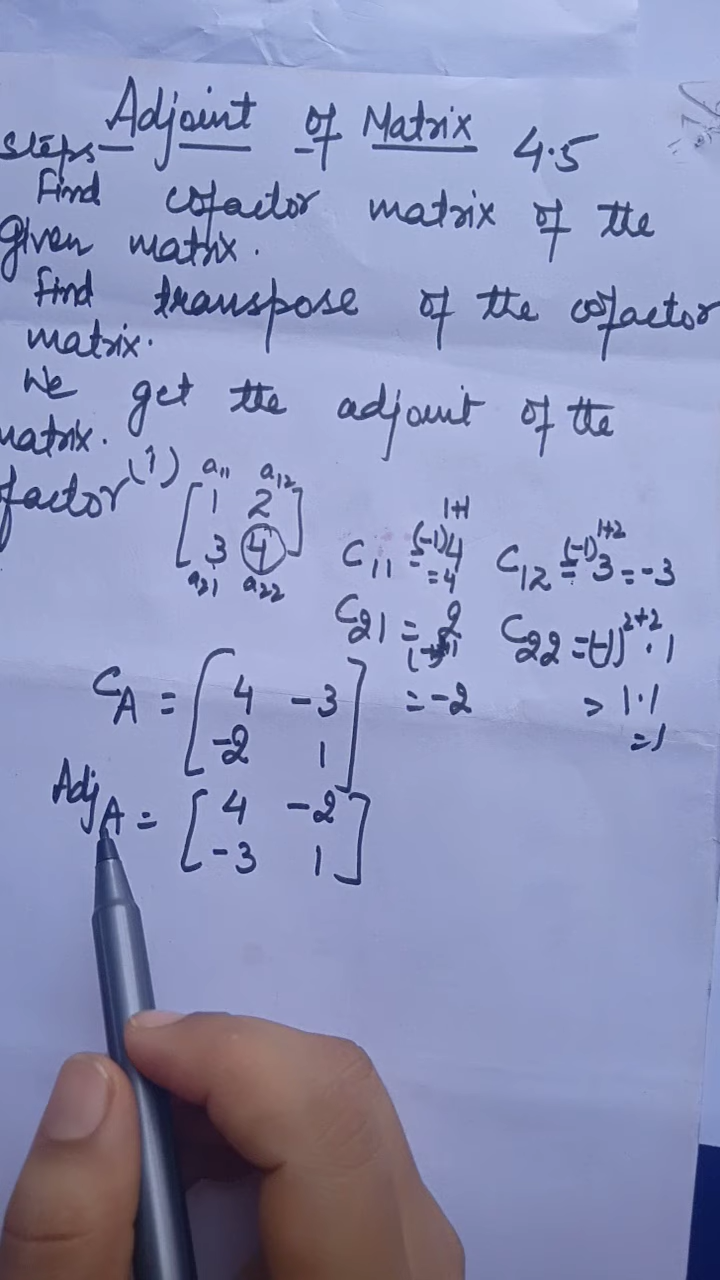 Adjoint of Matrix 4.5
steps
Find cofactor matrix of the
given matrix.
find transpose of the cofactor
matrix.
We get the adjoint of the
matrix.
factor (1) a11 a12
[1 2
3 4]
a21 a22
C11 = (-1)^1+1 4
= 4
C12 = (-1)^1+2 3 = -3
C21 = 2
= -2
C22 = (-1)^2+2 . 1
> 1.1
= 1
CA = [4 -3
-2 1]
Adj A = [4 -2
-3 1]